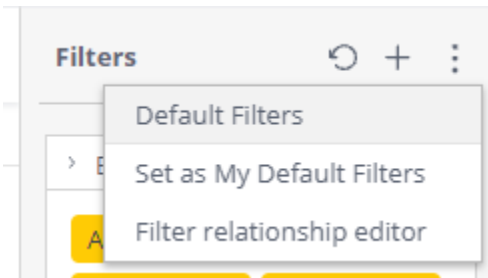 Filters
Default Filters
Set as My Default Filters
Filter relationship editor
A